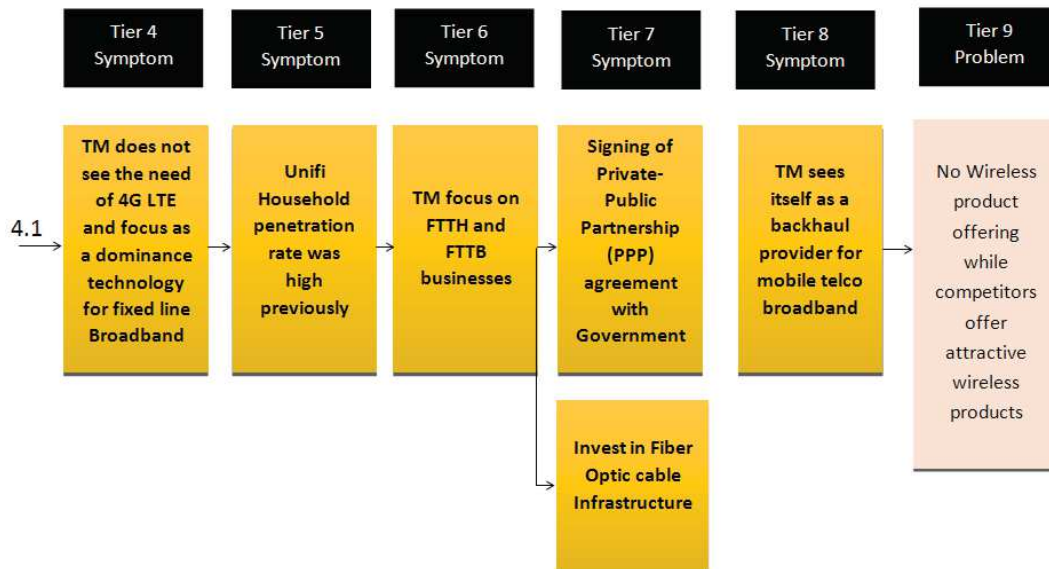 Tier 4
Symptom
Tier 5
Symptom
Tier 6
Symptom
Tier 7
Symptom
Tier 8
Symptom
Tier 9
Problem
4.1
TM does not
see the need
of 4G LTE
and focus as
a dominance
technology
for fixed line
Broadband
Unifi
Household
penetration
rate was
high
previously
TM focus on
FTTH and
FTTB
businesses
Signing of
Private-
Public
Partnership
(PPP)
agreement
with
Government
TM sees
itself as a
backhaul
provider for
mobile telco
broadband
No Wireless
product
offering
while
competitors
offer
attractive
wireless
products
Invest in Fiber
Optic cable
Infrastructure